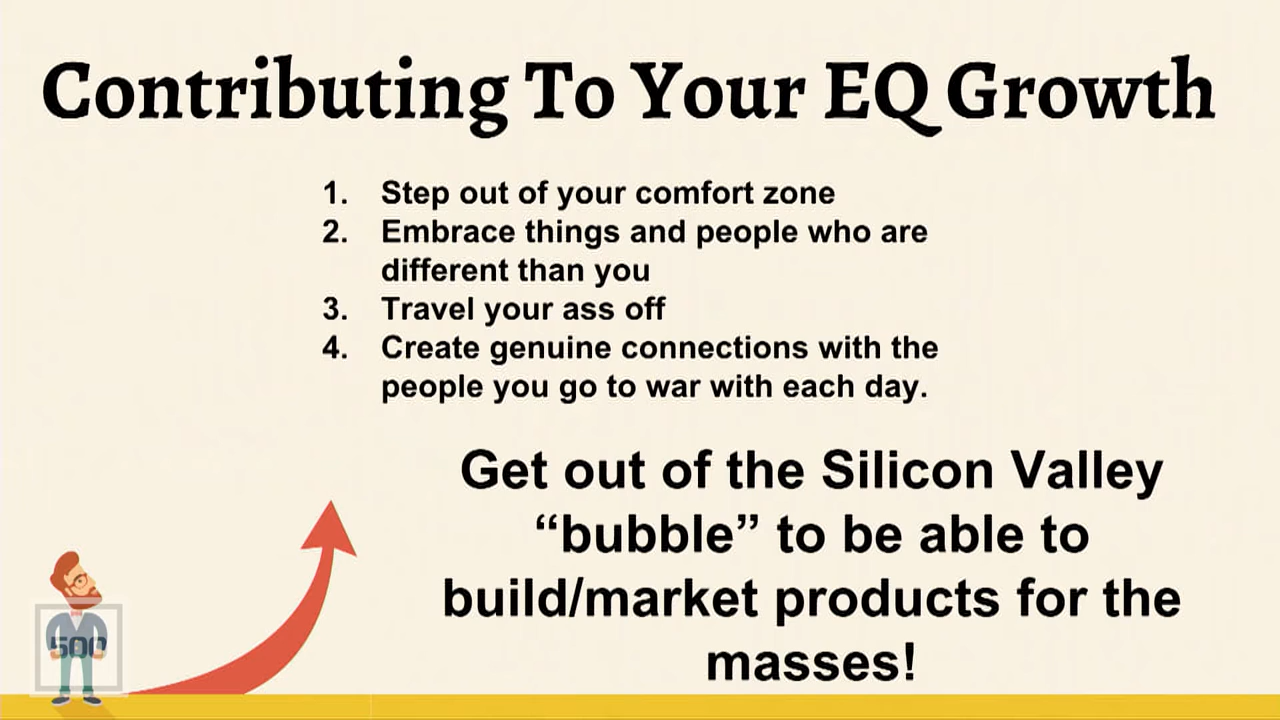 Contributing To Your EQ Growth
1. Step out of your comfort zone
2. Embrace things and people who are
different than you
3. Travel your ass off
4. Create genuine connections with the
people you go to war with each day.
Get out of the Silicon Valley
“bubble” to be able to
build/market products for the
masses!
500